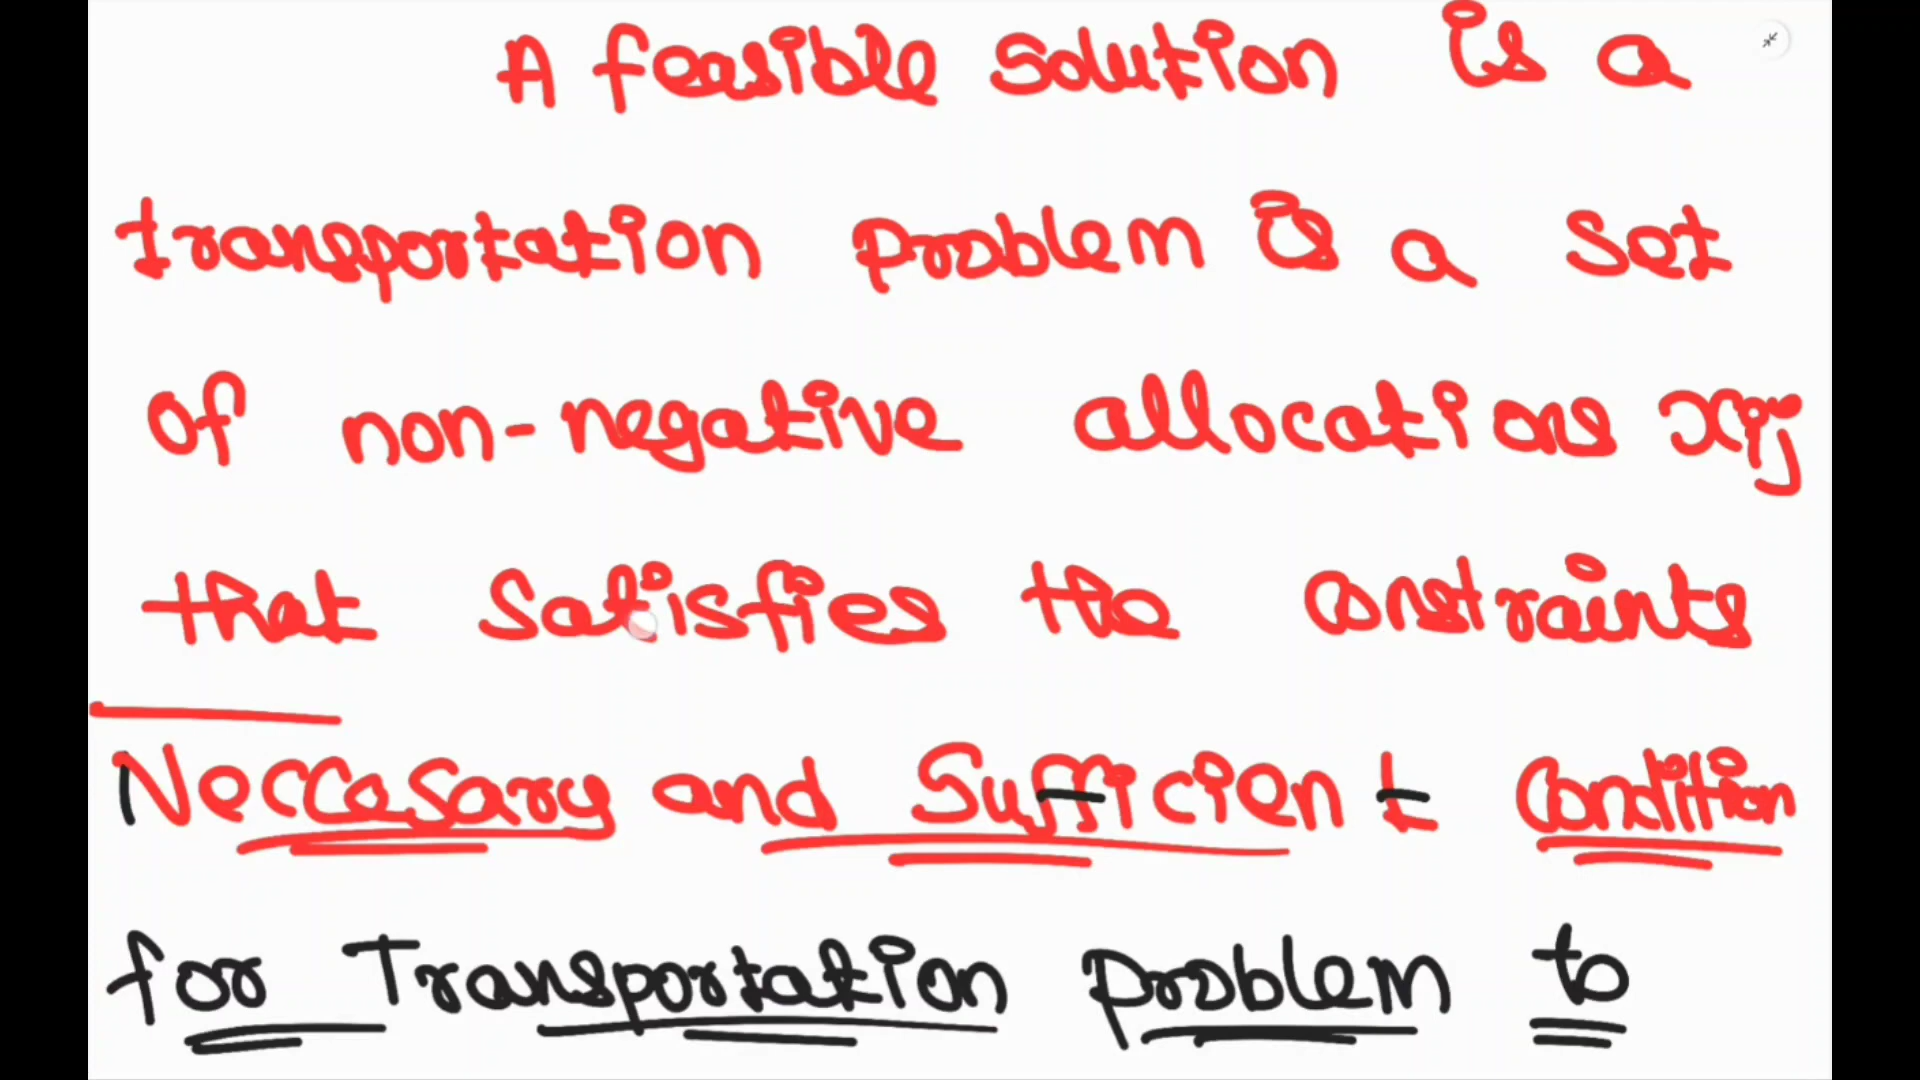 A feasible solution is a
transportation problem is a set
of non-negative allocations xij
that satisfies the constraints
Neccesary and Sufficient Condition
for Transportation problem to